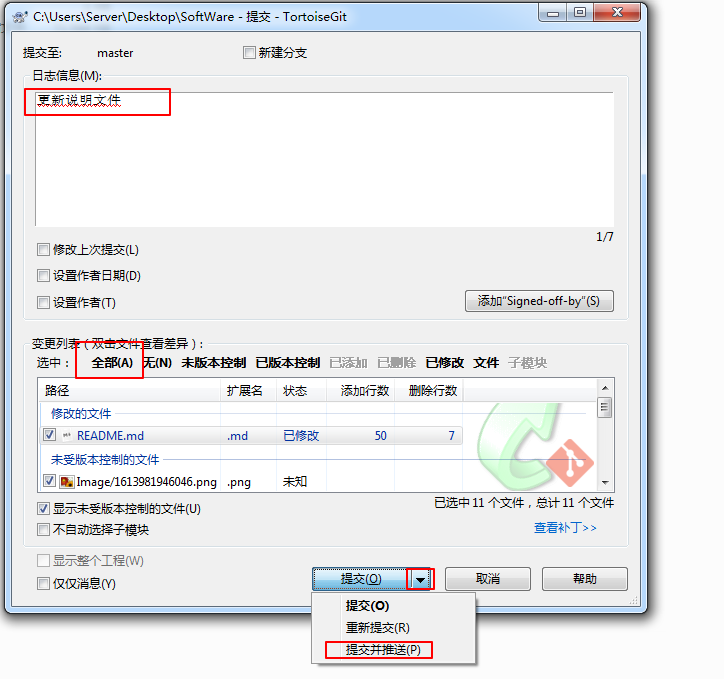 C:\Users\Server\Desktop\SoftWare - 提交 - TortoiseGit
提交至: master 新建分支
日志信息(M):
更新说明文件
1/7
修改上次提交(L)
设置作者日期(D)
设置作者(T) 添加"Signed-off-by"(S)
变更列表（双击文件查看差异）:
选中： 全部(A) 无(N) 未版本控制 已版本控制 已添加 已删除 已修改 文件 子模块
路径 扩展名 状态 添加行数 删除行数
修改的文件
README.md .md 已修改 50 7
未受版本控制的文件
Image/1613981946046.png .png 未知
显示未受版本控制的文件(U) 已选中 11 个文件，总计 11 个文件
不自动选择子模块 查看补丁>>
显示整个工程(W)
仅仅消息(Y) 提交(O) 取消 帮助
提交(O)
重新提交(R)
提交并推送(P)